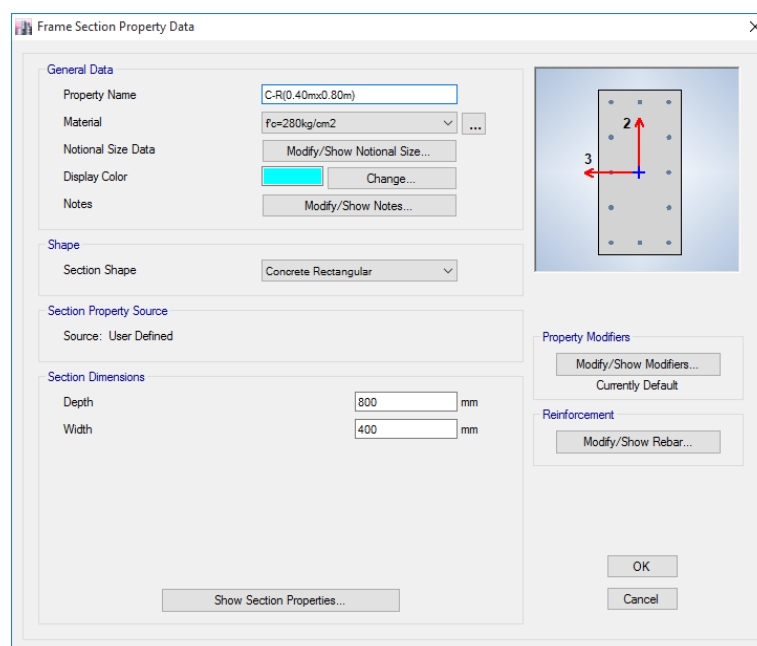 Frame Section Property Data
General Data
Property Name C-R(0.40mx0.80m)
Material f'c=280kg/cm2 ...
Notional Size Data Modify/Show Notional Size...
Display Color Change...
Notes Modify/Show Notes...
Shape
Section Shape Concrete Rectangular
Section Property Source
Source: User Defined
Section Dimensions
Depth 800 mm
Width 400 mm
Show Section Properties...
2
3
Property Modifiers
Modify/Show Modifiers...
Currently Default
Reinforcement
Modify/Show Rebar...
OK
Cancel